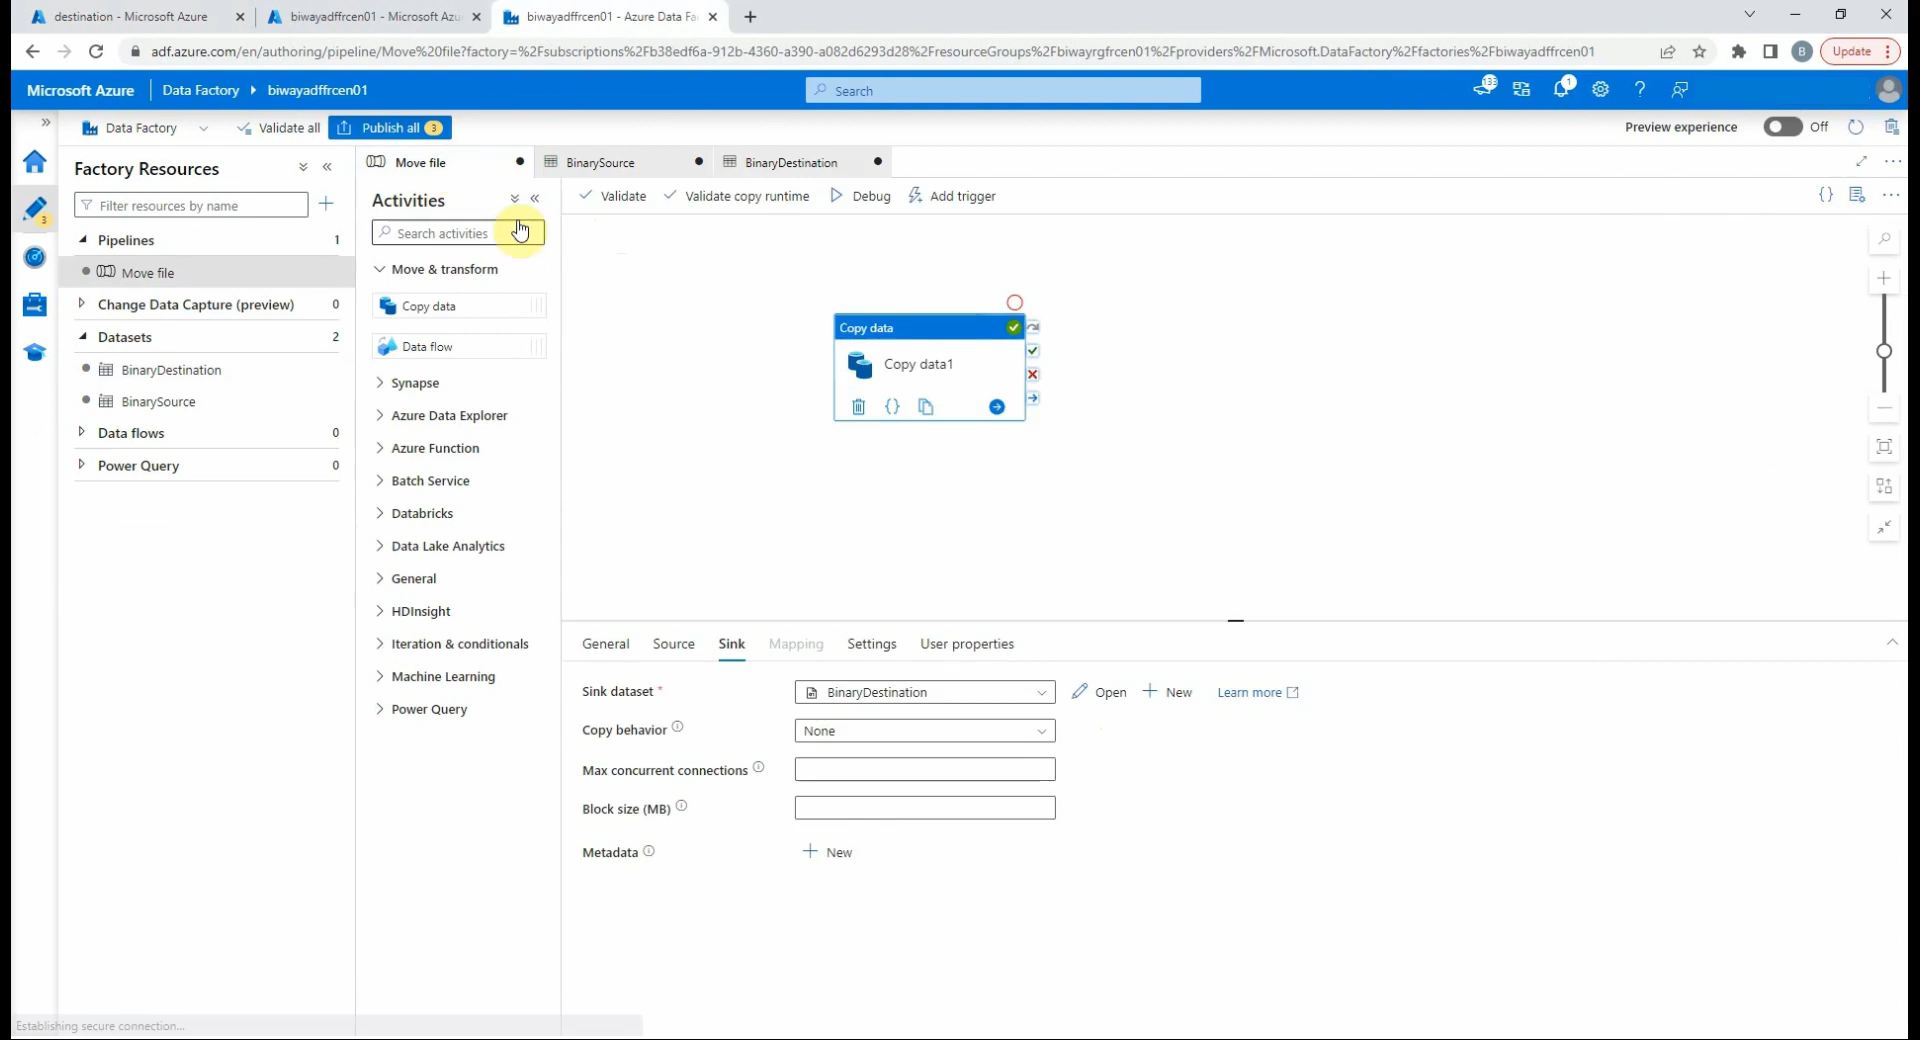 destination - Microsoft Azure
biwayadffrcen01 - Microsoft Azu
biwayadffrcen01 - Azure Data Fa
adf.azure.com/en/authoring/pipeline/Move%20file?factory=%2Fsubscriptions%2Fb38edf6a-912b-4360-a390-a082d6293d28%2FresourceGroups%2Fbiwayrgfrcen01%2Fproviders%2FMicrosoft.DataFactory%2Ffactories%2Fbiwayadffrcen01
B
Update
Microsoft Azure
Data Factory
biwayadffrcen01
Search
133
1
Data Factory
Validate all
Publish all 3
Preview experience
Off
Factory Resources
Filter resources by name
3
Pipelines 1
Move file
Change Data Capture (preview) 0
Datasets 2
BinaryDestination
BinarySource
Data flows 0
Power Query 0
Move file
BinarySource
BinaryDestination
Activities
Search activities
Move & transform
Copy data
Data flow
Synapse
Azure Data Explorer
Azure Function
Batch Service
Databricks
Data Lake Analytics
General
HDInsight
Iteration & conditionals
Machine Learning
Power Query
Validate
Validate copy runtime
Debug
Add trigger
Copy data
Copy data1
General
Source
Sink
Mapping
Settings
User properties
Sink dataset *
BinaryDestination
Open
New
Learn more
Copy behavior
None
Max concurrent connections
Block size (MB)
Metadata
New
Establishing secure connection...